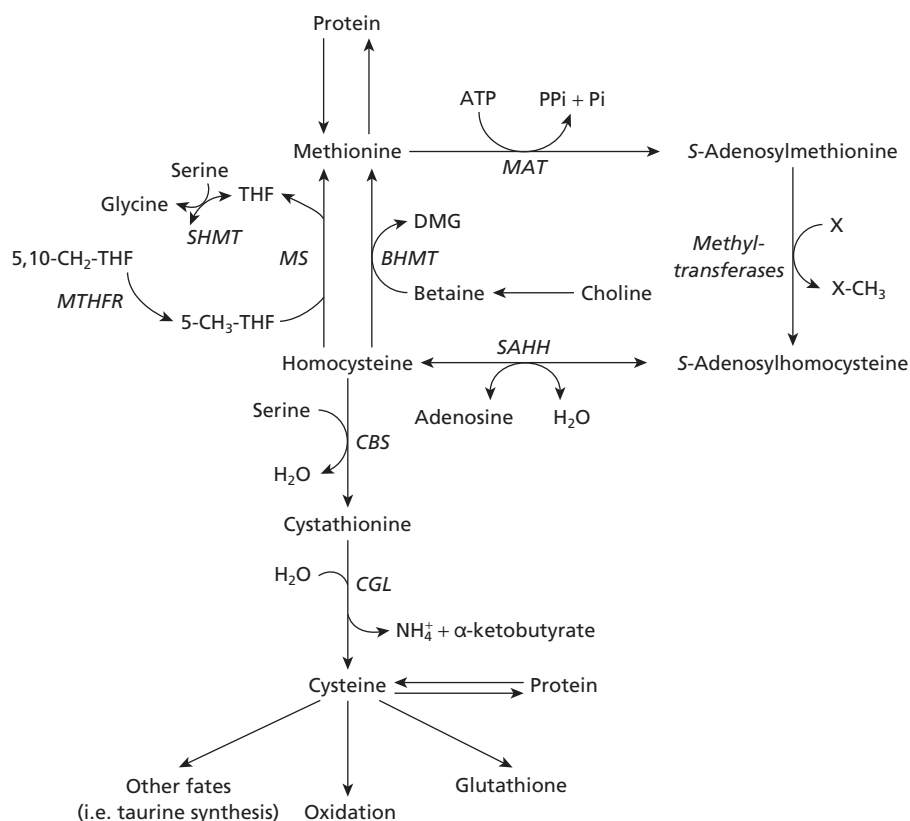 Protein
ATP
PPi + Pi
Methionine
MAT
S-Adenosylmethionine
Serine
THF
Glycine
SHMT
DMG
MS
BHMT
Methyl-
transferases
X
5,10-CH₂-THF
MTHFR
Betaine
Choline
X-CH₃
5-CH₃-THF
Homocysteine
SAHH
S-Adenosylhomocysteine
Serine
Adenosine
H₂O
CBS
H₂O
Cystathionine
H₂O
CGL
NH₄⁺ + α-ketobutyrate
Cysteine
Protein
Other fates
(i.e. taurine synthesis)
Oxidation
Glutathione